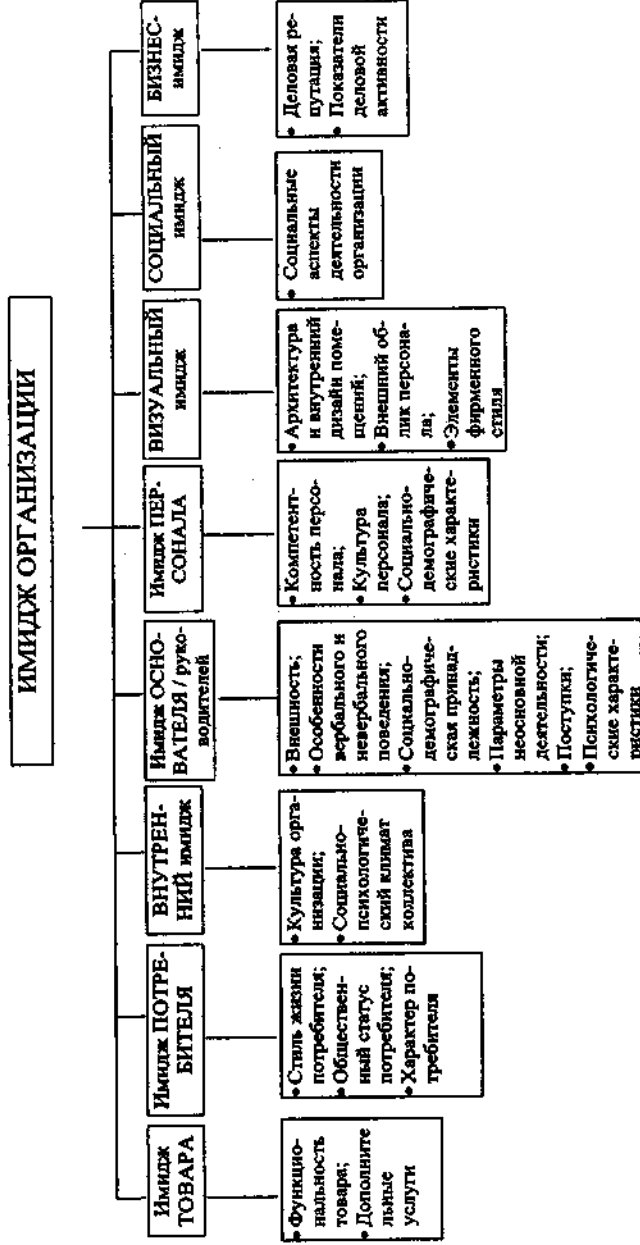 ИМИДЖ ОРГАНИЗАЦИИ
Имидж
ТОВАРА
• Функцио-
нальность
товара;
• Дополните
льные
услуги
Имидж ПОТРЕ-
БИТЕЛЯ
• Стиль жизни
потребителя;
• Обществен-
ный статус
потребителя;
• Характер по-
требителя
ВНУТРЕН-
НИЙ имидж
• Культура орга-
низации;
• Социально-
психологиче-
ский климат
коллектива
Имидж ОСНО-
ВАТЕЛЯ / руко-
водителей
• Внешность;
• Особенности
вербального и
невербального
поведения;
• Социально-
демографиче-
ская принад-
лежность;
• Параметры
неосновной
деятельности;
• Поступки;
• Психологиче-
ские характе-
ристики
Имидж ПЕР-
СОНАЛА
• Компетент-
ность персо-
нала;
• Культура
персонала;
• Социально-
демографиче-
ские характе-
ристики
ВИЗУАЛЬНЫЙ
имидж
• Архитектура
и внутренний
дизайн поме-
щений;
• Внешний об-
лик персона-
ла;
• Элементы
фирменного
стиля
СОЦИАЛЬНЫЙ
имидж
• Социальные
аспекты
деятельности
организации
БИЗНЕС-
имидж
• Деловая ре-
путация;
• Показатели
деловой
активности